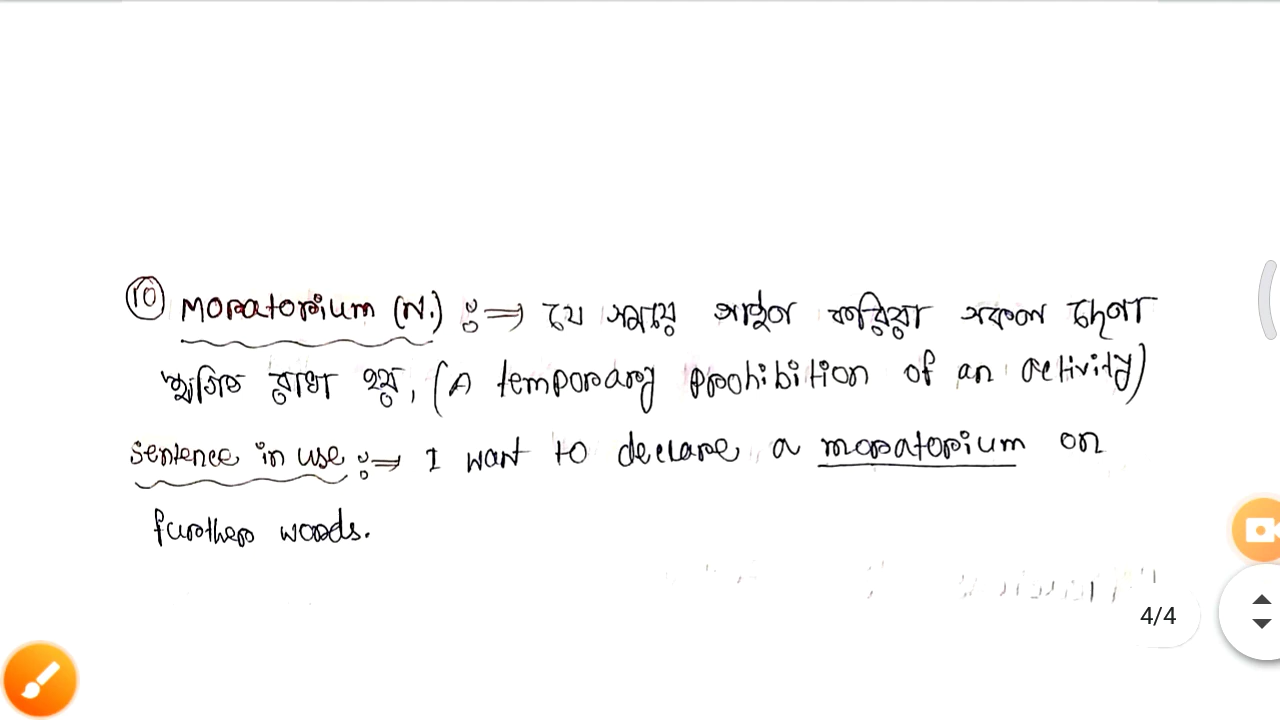 ⑩ Moratorium (N.) :⇒ যে সময়ে আইন করিয়া সকল দেনা
স্থগিত রাখা হয়, (A temporary prohibition of an activity)
Sentence in use :⇒ I want to declare a moratorium on
further words.
4/4